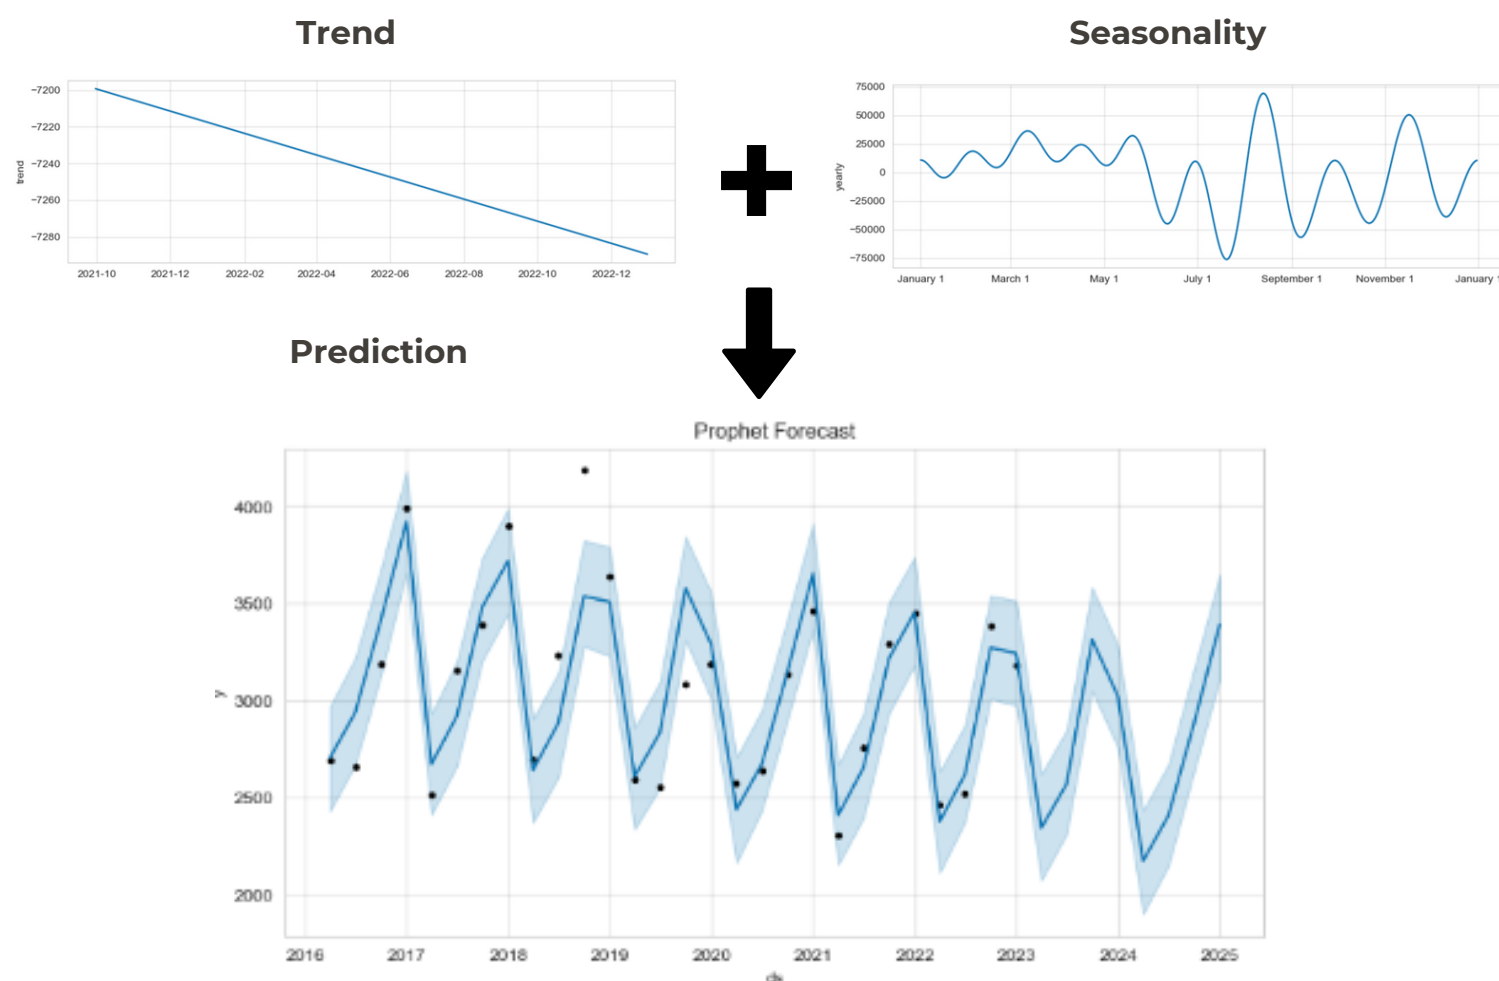 Trend
Seasonality
−7200
−7220
−7240
−7260
−7280
trend
2021-10 2021-12 2022-02 2022-04 2022-06 2022-08 2022-10 2022-12
75000
50000
25000
0
−25000
−50000
−75000
yearly
January 1 March 1 May 1 July 1 September 1 November 1 January 1
Prediction
Prophet Forecast
4000
3500
3000
2500
2000
y
2016 2017 2018 2019 2020 2021 2022 2023 2024 2025
ds